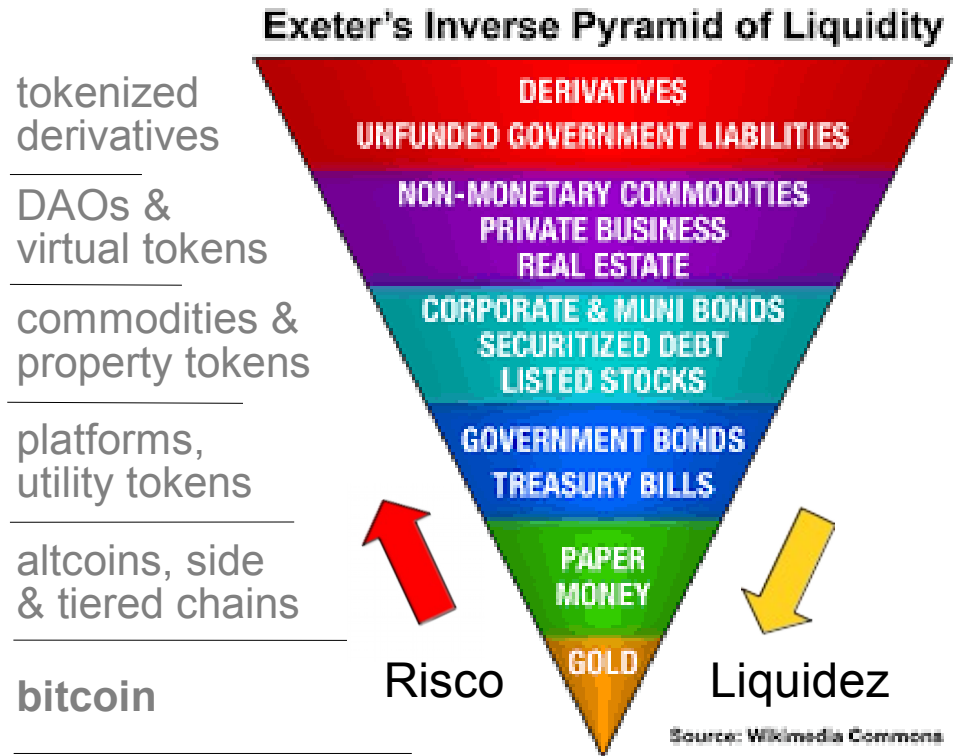 Exeter's Inverse Pyramid of Liquidity
tokenized
derivatives
DERIVATIVES
UNFUNDED GOVERNMENT LIABILITIES
DAOs &
virtual tokens
NON-MONETARY COMMODITIES
PRIVATE BUSINESS
REAL ESTATE
commodities &
property tokens
CORPORATE & MUNI BONDS
SECURITIZED DEBT
LISTED STOCKS
platforms,
utility tokens
GOVERNMENT BONDS
TREASURY BILLS
altcoins, side
& tiered chains
PAPER
MONEY
bitcoin
GOLD
Risco
Liquidez
Source: Wikimedia Commons